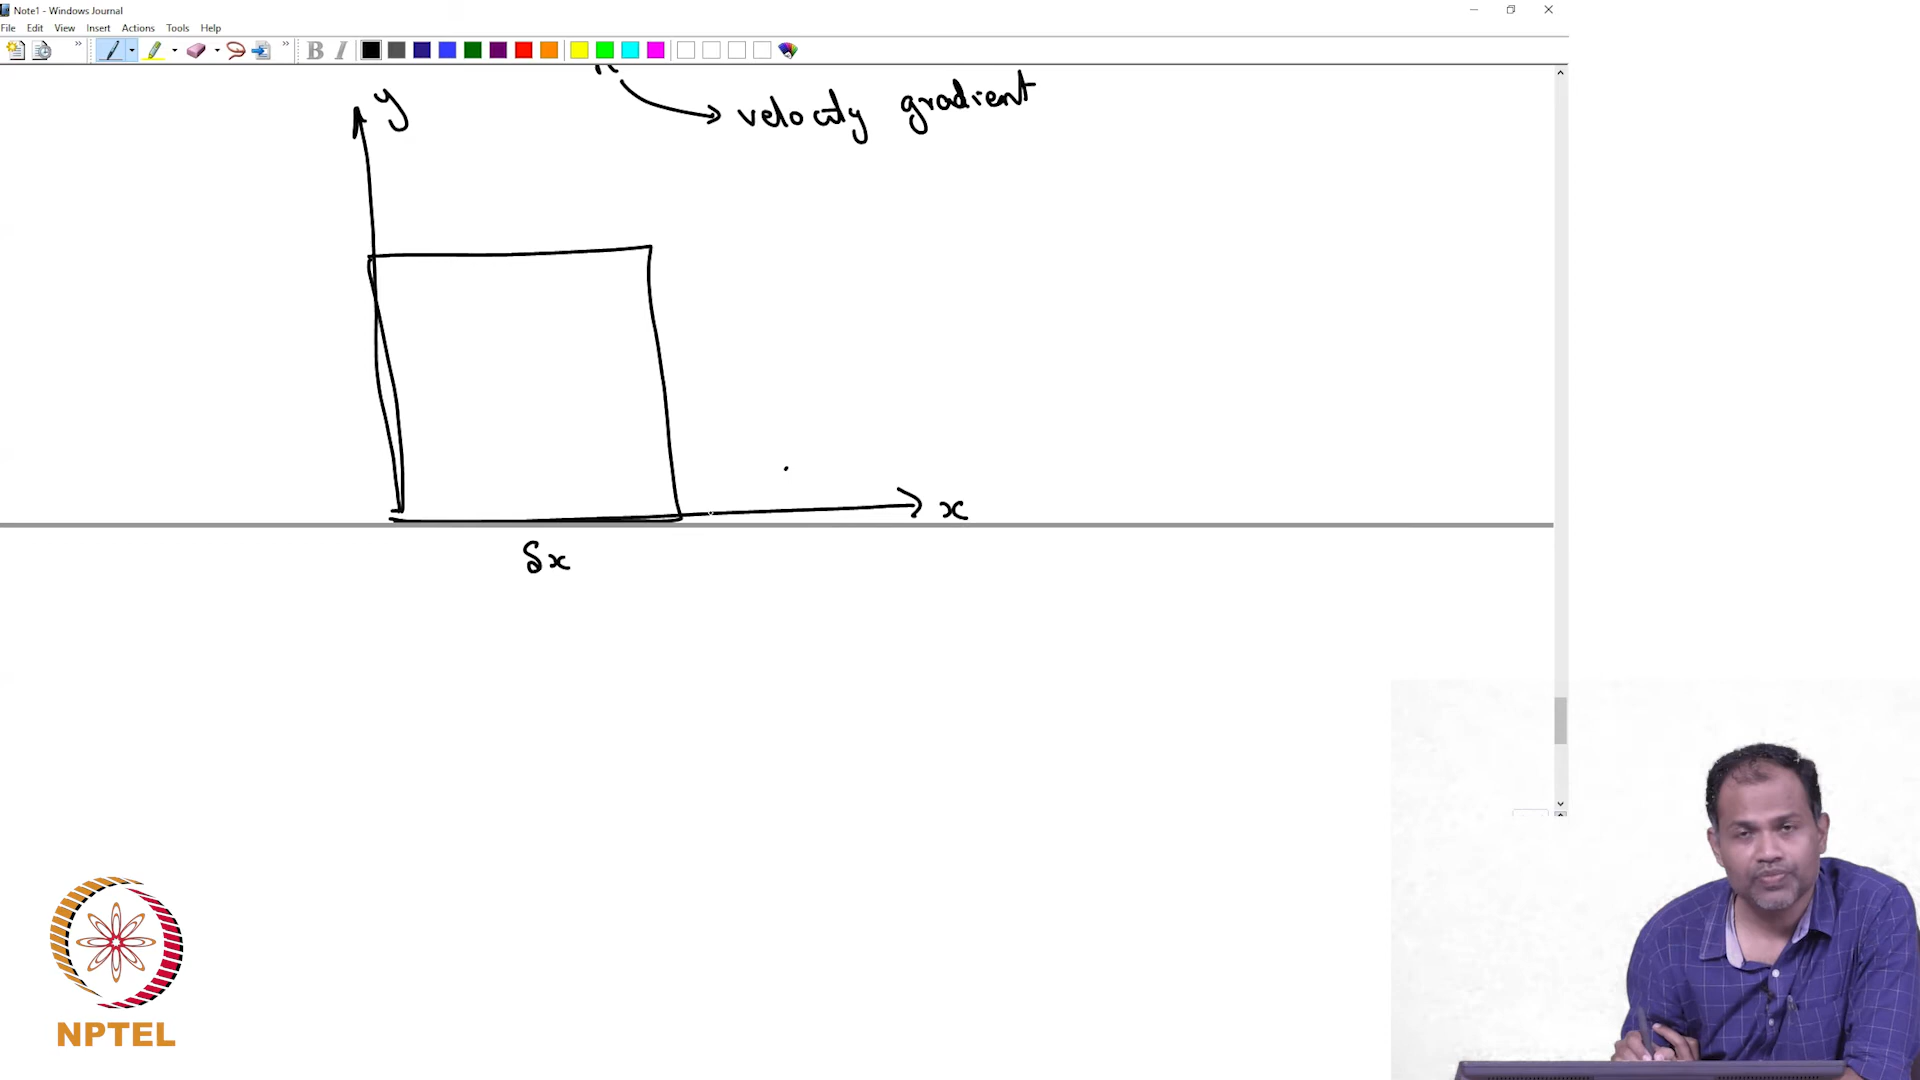 Note1 - Windows Journal
File Edit View Insert Actions Tools Help
» B I
y
velocity gradient
x
δx
NPTEL